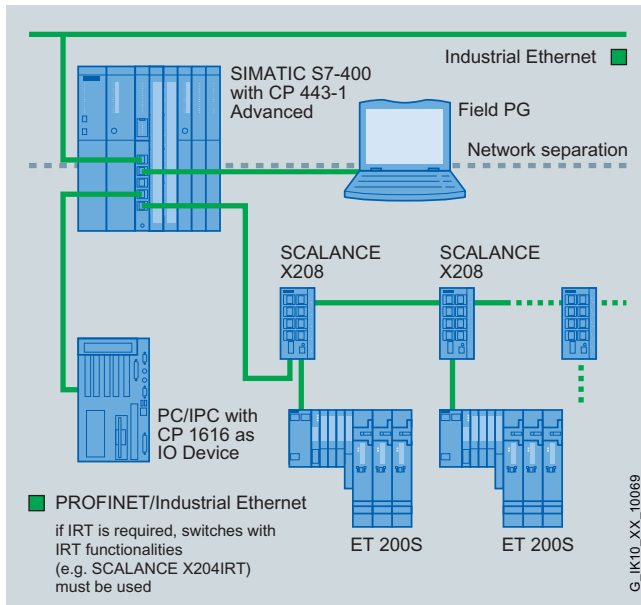 Industrial Ethernet
SIMATIC S7-400
with CP 443-1
Advanced
Field PG
Network separation
SCALANCE
X208
SCALANCE
X208
PC/IPC with
CP 1616 as
IO Device
PROFINET/Industrial Ethernet
if IRT is required, switches with
IRT functionalities
(e.g. SCALANCE X204IRT)
must be used
ET 200S
ET 200S
G_IK10_XX_10069